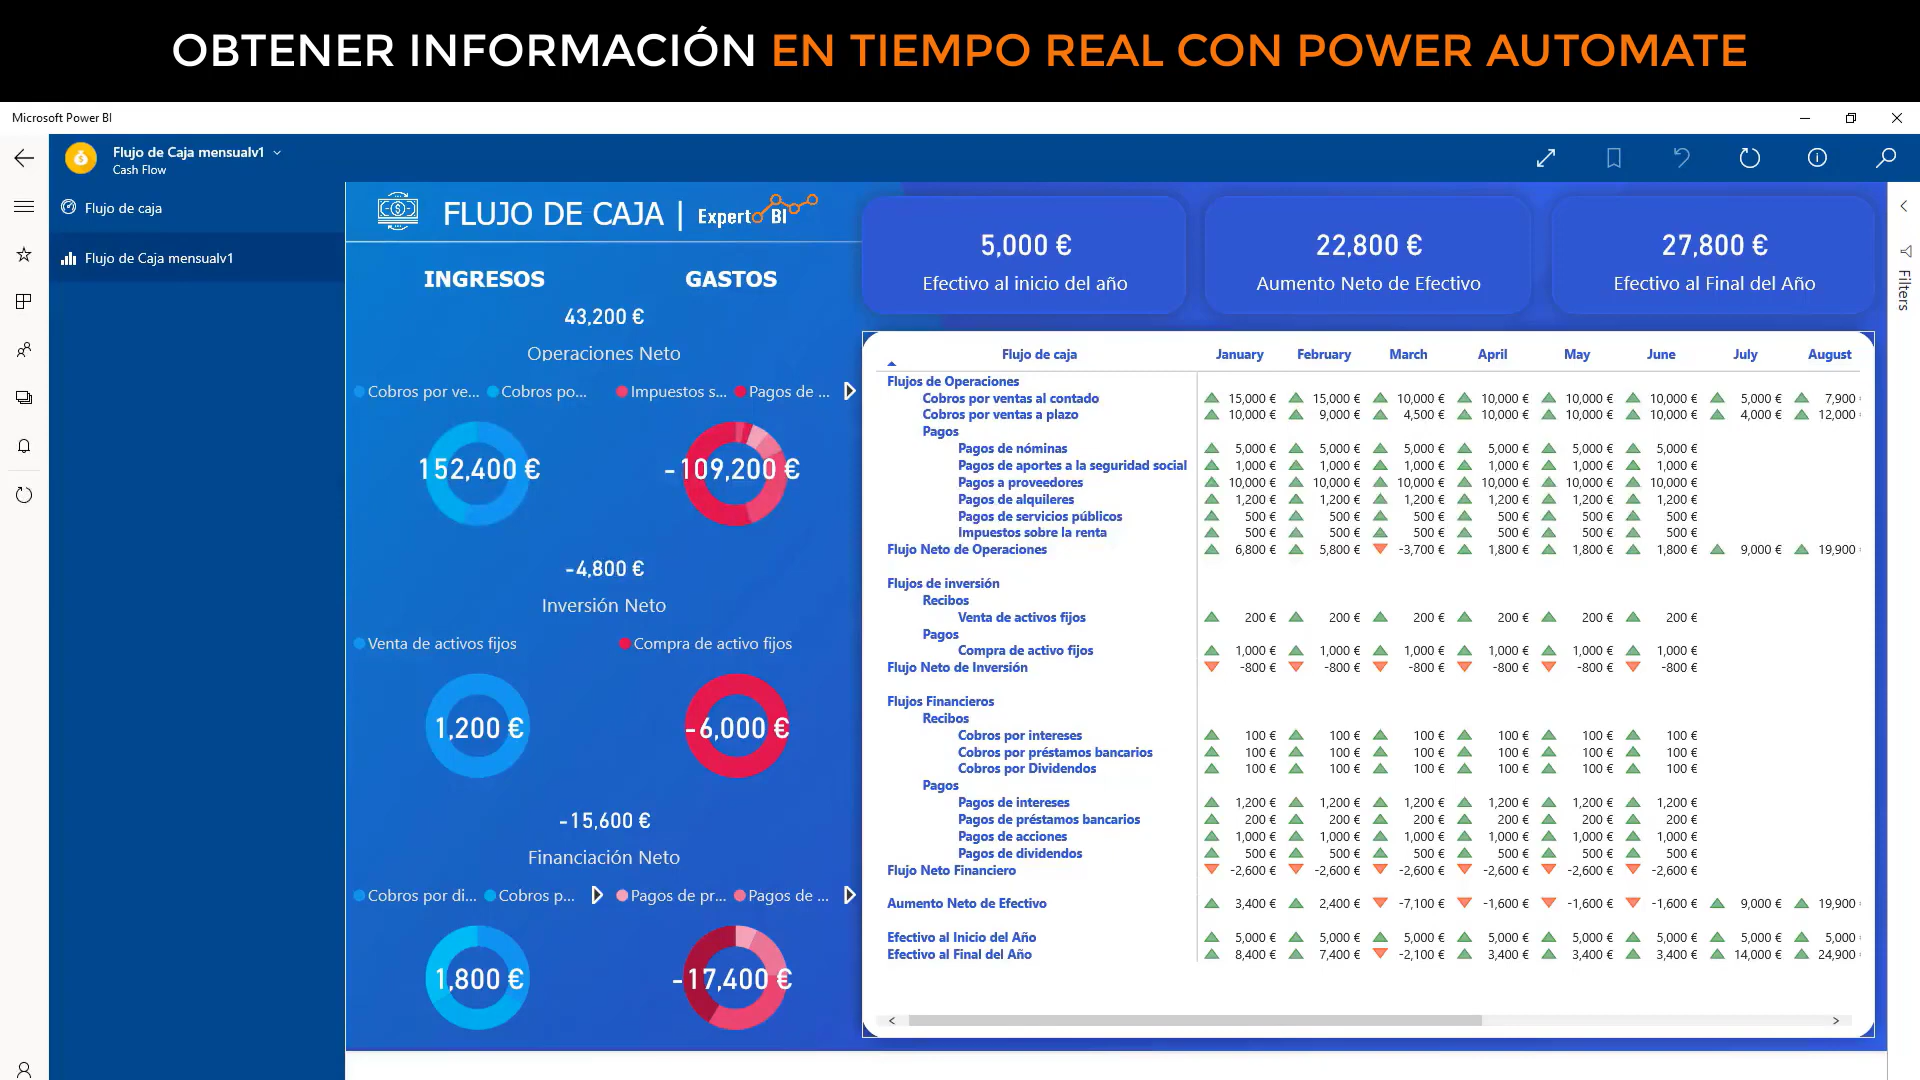 OBTENER INFORMACIÓN EN TIEMPO REAL CON POWER AUTOMATE
Microsoft Power BI
Flujo de Caja mensualv1
Cash Flow
Flujo de caja
Flujo de Caja mensualv1
FLUJO DE CAJA | Experto BI
5,000 €
Efectivo al inicio del año
22,800 €
Aumento Neto de Efectivo
27,800 €
Efectivo al Final del Año
Filters
INGRESOS GASTOS
43,200 €
Operaciones Neto
Cobros por ve... Cobros po... Impuestos s... Pagos de ...
152,400 € -109,200 €
-4,800 €
Inversión Neto
Venta de activos fijos Compra de activo fijos
1,200 € -6,000 €
-15,600 €
Financiación Neto
Cobros por di... Cobros p... Pagos de pr... Pagos de ...
1,800 € -17,400 €
Flujo de caja January February March April May June July August
Flujos de Operaciones
Cobros por ventas al contado 15,000 € 15,000 € 10,000 € 10,000 € 10,000 € 10,000 € 5,000 € 7,900
Cobros por ventas a plazo 10,000 € 9,000 € 4,500 € 10,000 € 10,000 € 10,000 € 4,000 € 12,000
Pagos
Pagos de nóminas 5,000 € 5,000 € 5,000 € 5,000 € 5,000 € 5,000 €
Pagos de aportes a la seguridad social 1,000 € 1,000 € 1,000 € 1,000 € 1,000 € 1,000 €
Pagos a proveedores 10,000 € 10,000 € 10,000 € 10,000 € 10,000 € 10,000 €
Pagos de alquileres 1,200 € 1,200 € 1,200 € 1,200 € 1,200 € 1,200 €
Pagos de servicios públicos 500 € 500 € 500 € 500 € 500 € 500 €
Impuestos sobre la renta 500 € 500 € 500 € 500 € 500 € 500 €
Flujo Neto de Operaciones 6,800 € 5,800 € -3,700 € 1,800 € 1,800 € 1,800 € 9,000 € 19,900
Flujos de inversión
Recibos
Venta de activos fijos 200 € 200 € 200 € 200 € 200 € 200 €
Pagos
Compra de activo fijos 1,000 € 1,000 € 1,000 € 1,000 € 1,000 € 1,000 €
Flujo Neto de Inversión -800 € -800 € -800 € -800 € -800 € -800 €
Flujos Financieros
Recibos
Cobros por intereses 100 € 100 € 100 € 100 € 100 € 100 €
Cobros por préstamos bancarios 100 € 100 € 100 € 100 € 100 € 100 €
Cobros por Dividendos 100 € 100 € 100 € 100 € 100 € 100 €
Pagos
Pagos de intereses 1,200 € 1,200 € 1,200 € 1,200 € 1,200 € 1,200 €
Pagos de préstamos bancarios 200 € 200 € 200 € 200 € 200 € 200 €
Pagos de acciones 1,000 € 1,000 € 1,000 € 1,000 € 1,000 € 1,000 €
Pagos de dividendos 500 € 500 € 500 € 500 € 500 € 500 €
Flujo Neto Financiero -2,600 € -2,600 € -2,600 € -2,600 € -2,600 € -2,600 €
Aumento Neto de Efectivo 3,400 € 2,400 € -7,100 € -1,600 € -1,600 € -1,600 € 9,000 € 19,900
Efectivo al Inicio del Año 5,000 € 5,000 € 5,000 € 5,000 € 5,000 € 5,000 € 5,000 € 5,000
Efectivo al Final del Año 8,400 € 7,400 € -2,100 € 3,400 € 3,400 € 3,400 € 14,000 € 24,900